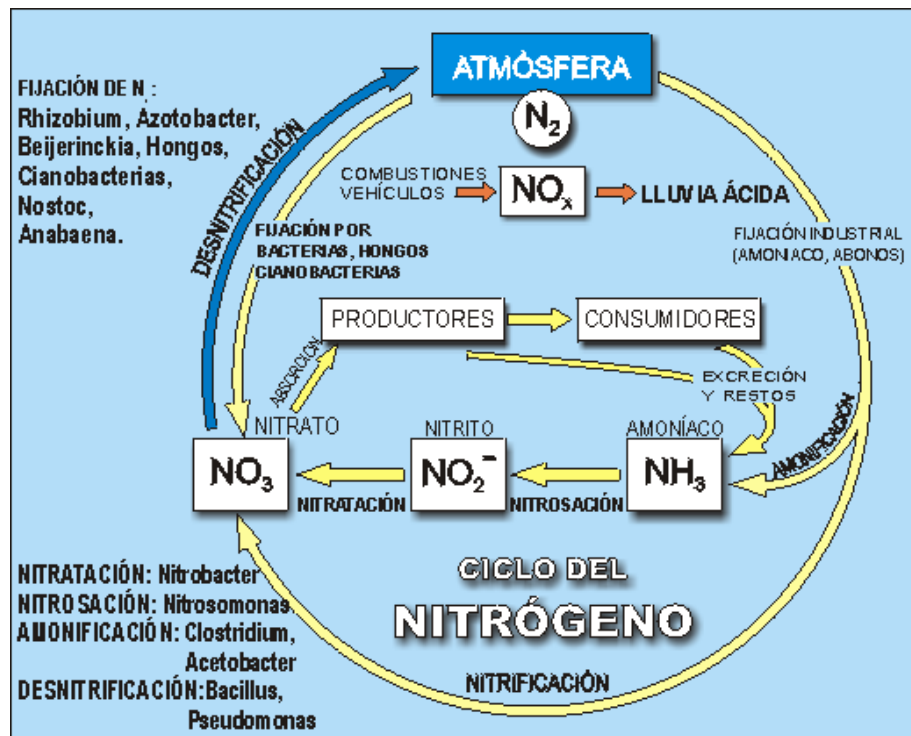 ATMÓSFERA
N2
FIJACIÓN DE N,:
Rhizobium, Azotobacter,
Beijerinckia, Hongos,
Cianobacterias,
Nostoc,
Anabaena.
DESNITRIFICACIÓN
COMBUSTIONES
VEHÍCULOS
NOx
LLUVIA ÁCIDA
FIJACIÓN POR
BACTERIAS, HONGOS
CIANOBACTERIAS
FIJACIÓN INDUSTRIAL
(AMONIACO, ABONOS)
PRODUCTORES
CONSUMIDORES
ABSORCIÓN
EXCRECIÓN
Y RESTOS
NITRATO
NITRITO
AMONÍACO
AMONIFICACIÓN
NO3
NO2–
NH3
NITRATACIÓN
NITROSACIÓN
CICLO DEL
NITRÓGENO
NITRATACIÓN: Nitrobacter
NITROSACIÓN: Nitrosomonas
AMONIFICACIÓN: Clostridium,
Acetobacter
DESNITRIFICACIÓN:Bacillus,
Pseudomonas
NITRIFICACIÓN